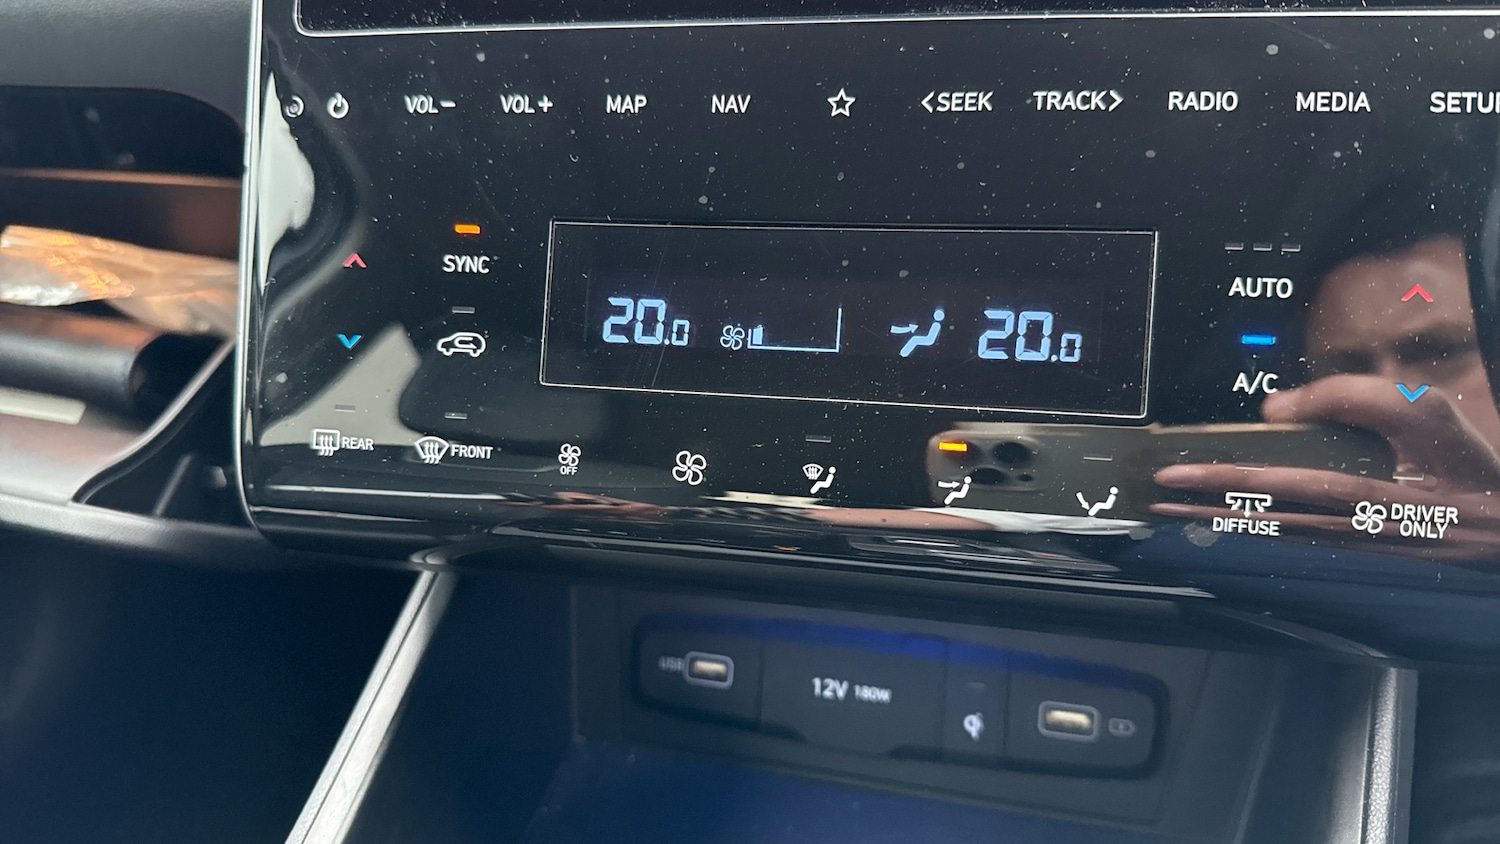 VOL− VOL+ MAP NAV <SEEK TRACK> RADIO MEDIA SETUP
SYNC
AUTO
20.0 20.0
A/C
REAR FRONT OFF
DIFFUSE
DRIVER
ONLY
USB 12V 180W